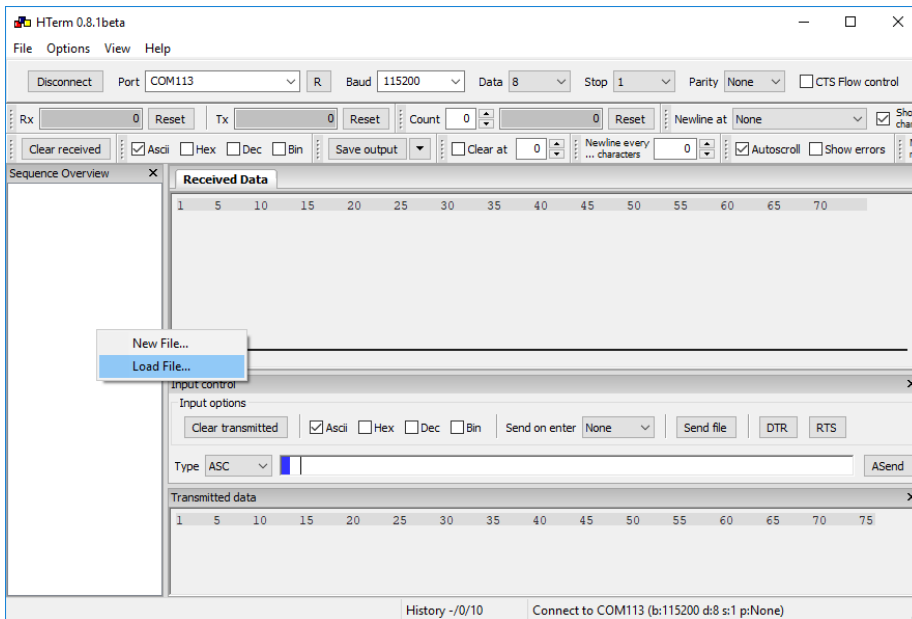 HTerm 0.8.1beta
File Options View Help
Disconnect Port COM113 R Baud 115200 Data 8 Stop 1 Parity None CTS Flow control
Rx 0 Reset Tx 0 Reset Count 0 0 Reset Newline at None Sho
cha
Clear received Ascii Hex Dec Bin Save output Clear at 0 Newline every
... characters 0 Autoscroll Show errors
Sequence Overview
Received Data
1 5 10 15 20 25 30 35 40 45 50 55 60 65 70
New File...
Load File...
Input control
Input options
Clear transmitted Ascii Hex Dec Bin Send on enter None Send file DTR RTS
Type ASC ASend
Transmitted data
1 5 10 15 20 25 30 35 40 45 50 55 60 65 70 75
History -/0/10 Connect to COM113 (b:115200 d:8 s:1 p:None)